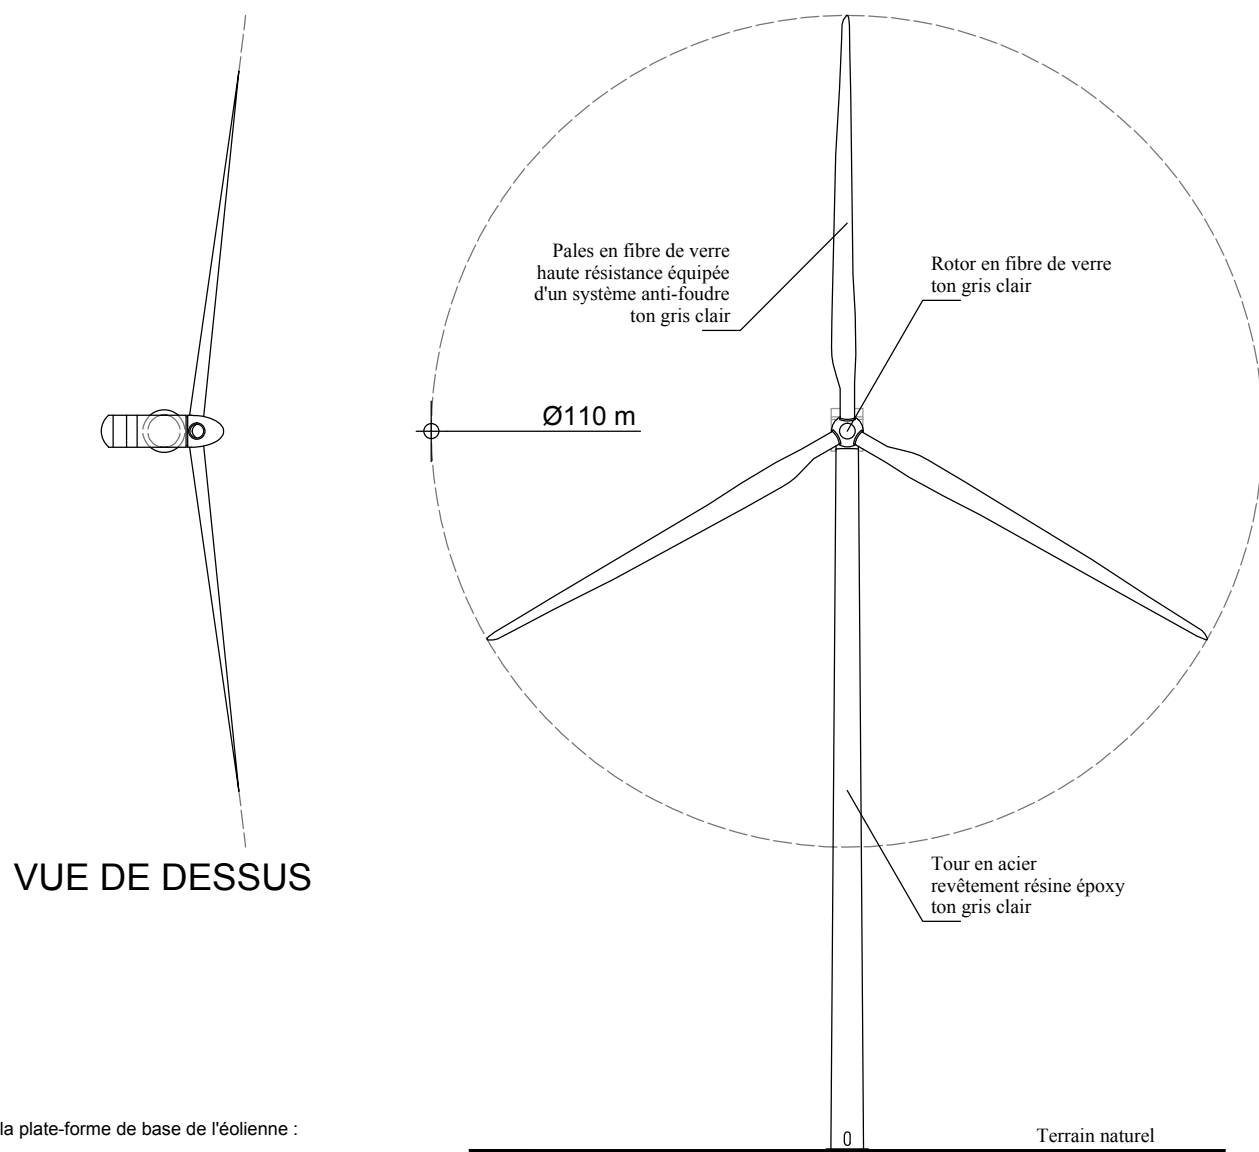 Pales en fibre de verre
haute résistance équipée
d'un système anti-foudre
ton gris clair
Rotor en fibre de verre
ton gris clair
Ø110 m
VUE DE DESSUS
Tour en acier
revêtement résine époxy
ton gris clair
la plate-forme de base de l'éolienne :
Terrain naturel